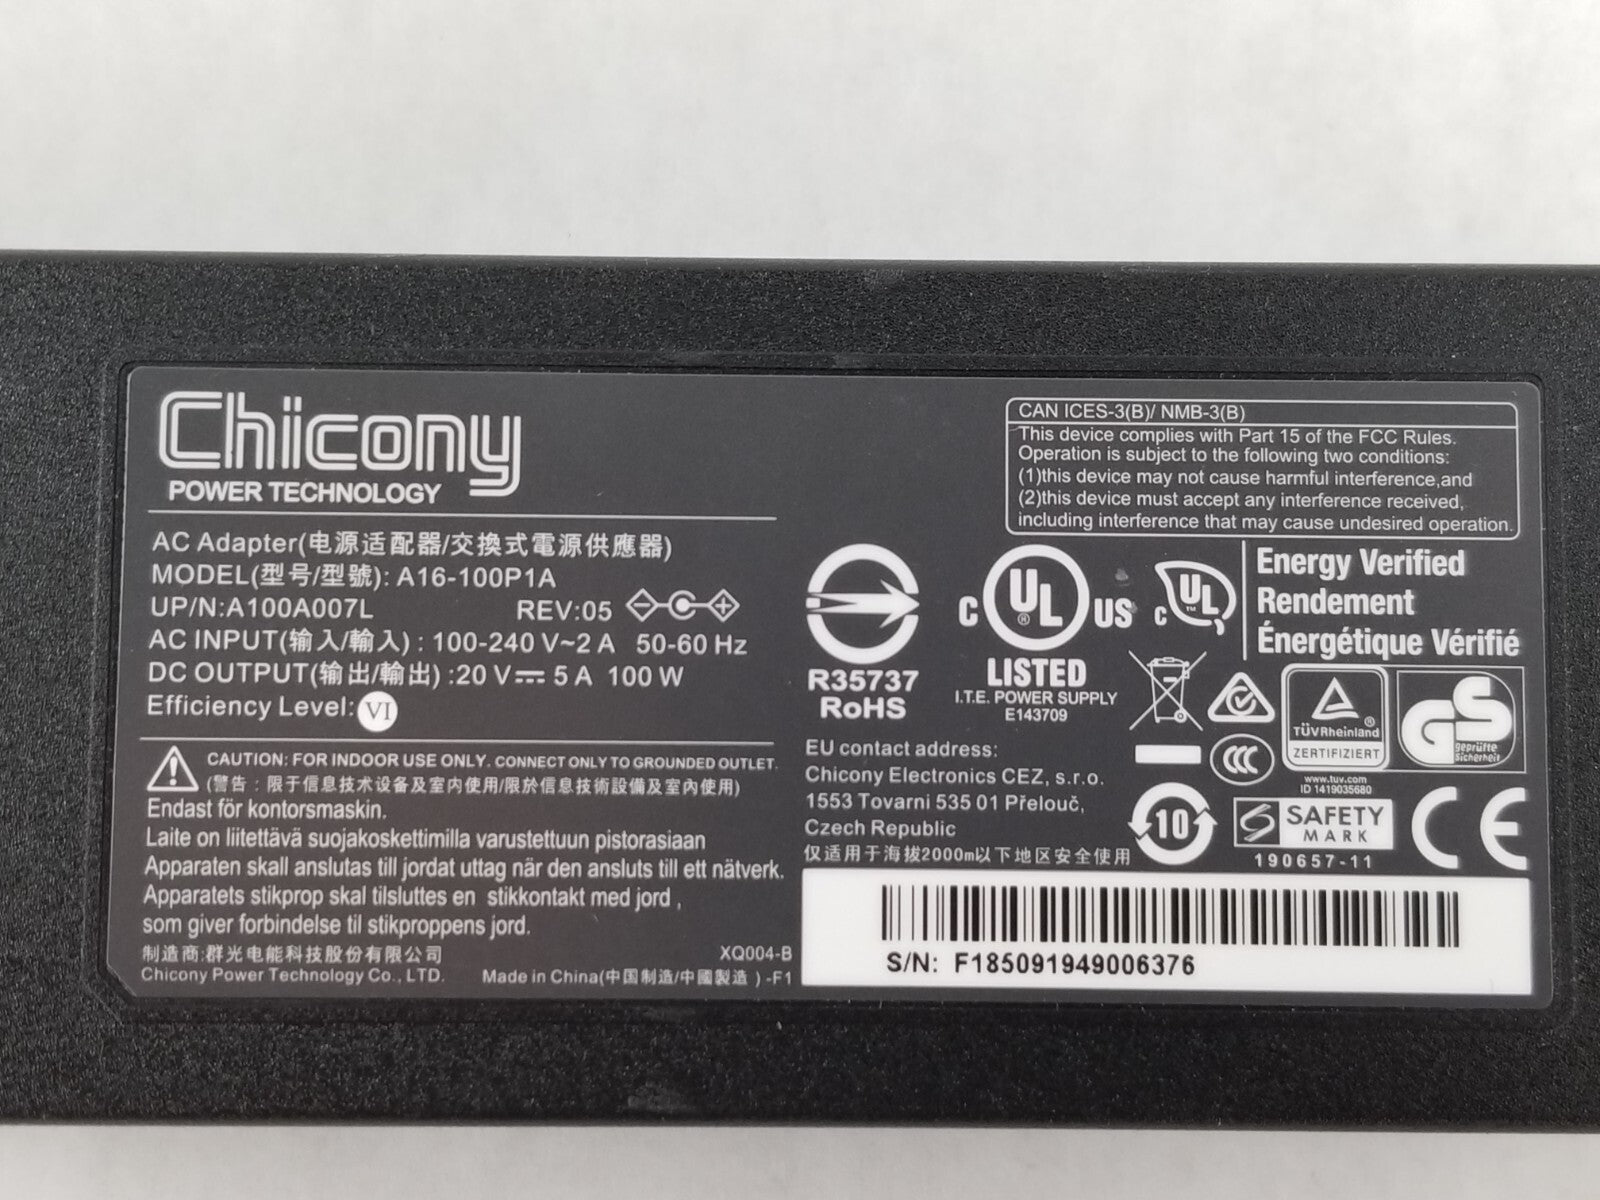 Chicony
POWER TECHNOLOGY
AC Adapter(电源适配器/交換式電源供應器)
MODEL(型号/型號): A16-100P1A
UP/N:A100A007L REV:05
AC INPUT(输入/輸入) : 100-240 V~2 A 50-60 Hz
DC OUTPUT(输出/輸出) :20 V⎓ 5 A 100 W
Efficiency Level: VI
CAUTION: FOR INDOOR USE ONLY. CONNECT ONLY TO GROUNDED OUTLET.
(警告 : 限于信息技术设备及室内使用/限於信息技術設備及室內使用)
Endast för kontorsmaskin.
Laite on liitettävä suojakoskettimilla varustettuun pistorasiaan
Apparaten skall anslutas till jordat uttag när den ansluts till ett nätverk.
Apparatets stikprop skal tilsluttes en stikkontakt med jord ,
som giver forbindelse til stikproppens jord.
制造商:群光电能科技股份有限公司 XQ004-B
Chicony Power Technology Co., LTD. Made in China(中国制造/中國製造 ) -F1
CAN ICES-3(B)/ NMB-3(B)
This device complies with Part 15 of the FCC Rules.
Operation is subject to the following two conditions:
(1)this device may not cause harmful interference,and
(2)this device must accept any interference received,
including interference that may cause undesired operation.
R35737
RoHS
C UL ® US
LISTED
I.T.E. POWER SUPPLY
E143709
C UL ™
Energy Verified
Rendement
Énergétique Vérifié
TÜVRheinland ®
ZERTIFIZIERT
www.tuv.com
ID 1419035680
GS
geprüfte
Sicherheit
CCC
10
SAFETY
MARK
190657-11
CE
EU contact address:
Chicony Electronics CEZ, s.r.o.
1553 Tovarni 535 01 Přelouč,
Czech Republic
仅适用于海拔2000m以下地区安全使用
S/N: F185091949006376